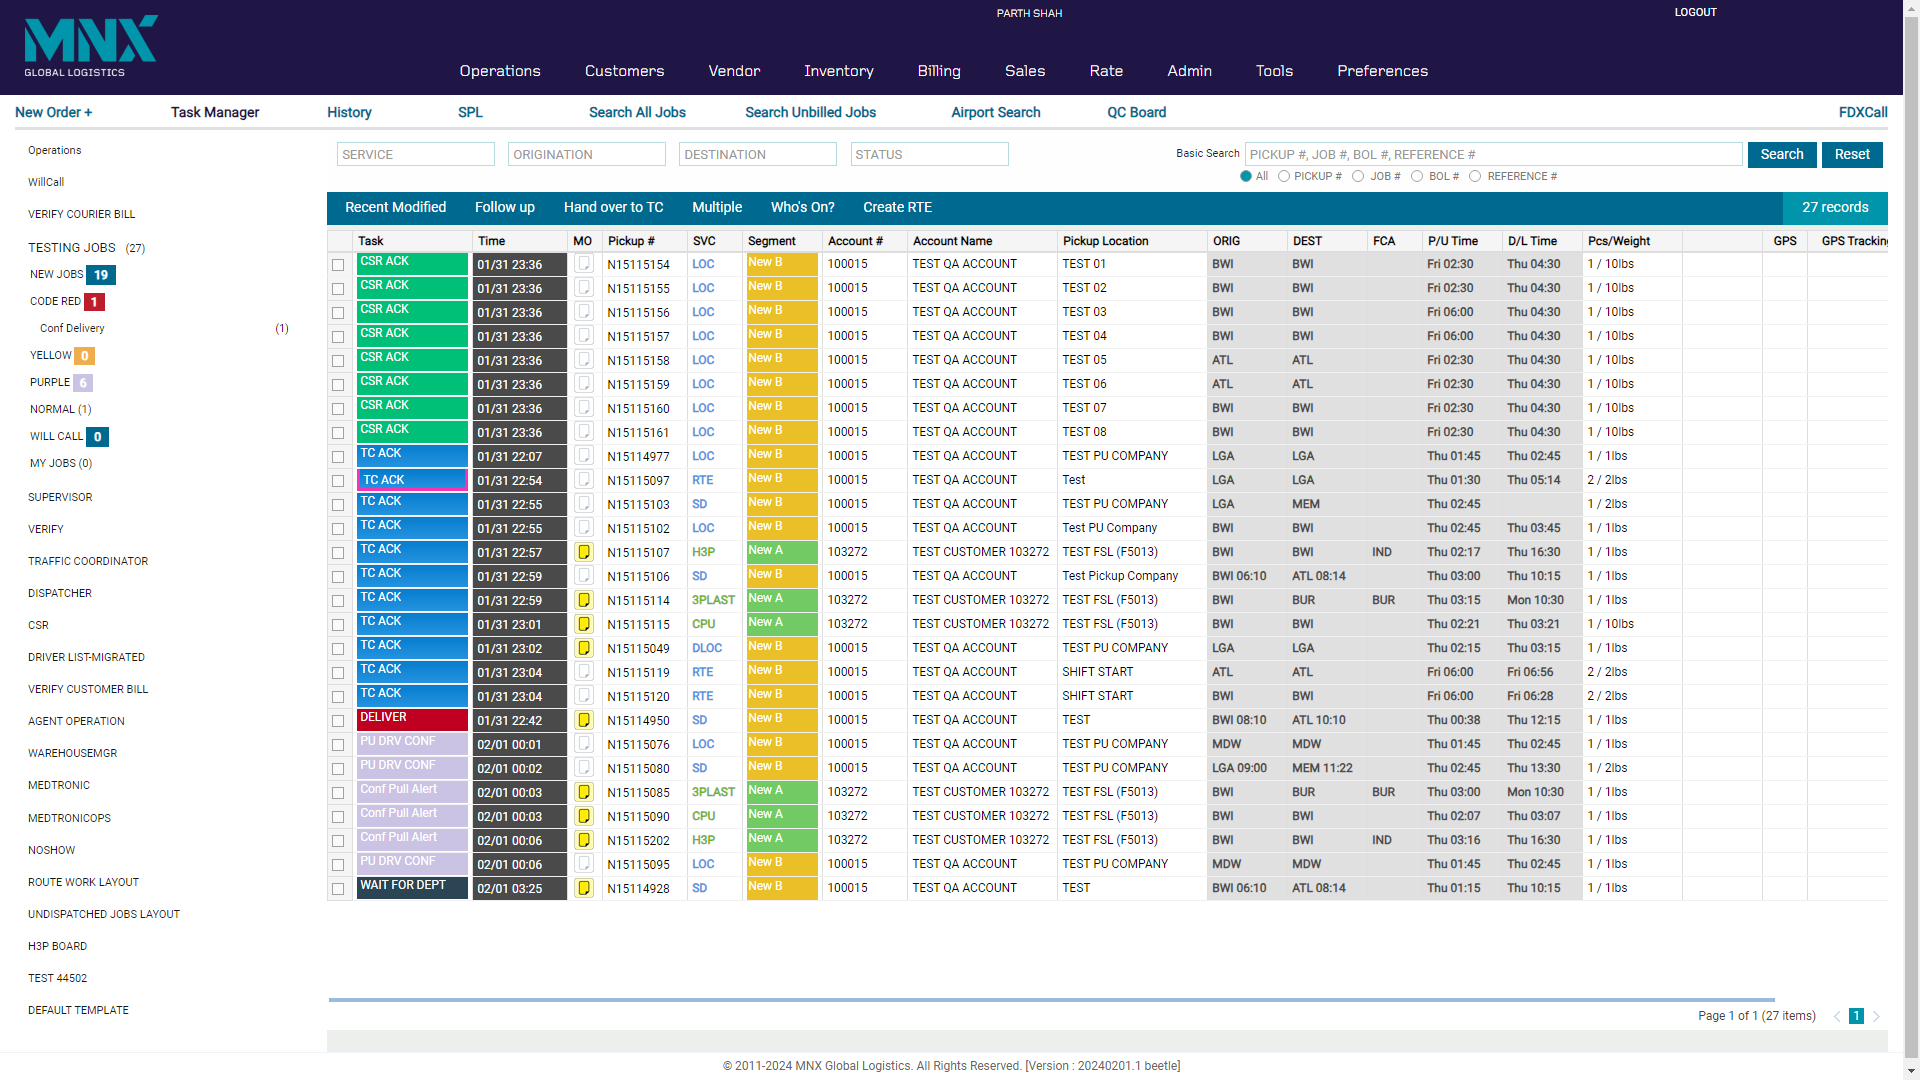 MNX
GLOBAL LOGISTICS
PARTH SHAH
LOGOUT
Operations Customers Vendor Inventory Billing Sales Rate Admin Tools Preferences
New Order + Task Manager History SPL Search All Jobs Search Unbilled Jobs Airport Search QC Board FDXCall
Operations
WillCall
VERIFY COURIER BILL
TESTING JOBS (27)
NEW JOBS 19
CODE RED 1
Conf Delivery (1)
YELLOW 0
PURPLE 6
NORMAL (1)
WILL CALL 0
MY JOBS (0)
SUPERVISOR
VERIFY
TRAFFIC COORDINATOR
DISPATCHER
CSR
DRIVER LIST-MIGRATED
VERIFY CUSTOMER BILL
AGENT OPERATION
WAREHOUSEMGR
MEDTRONIC
MEDTRONICOPS
NOSHOW
ROUTE WORK LAYOUT
UNDISPATCHED JOBS LAYOUT
H3P BOARD
TEST 44502
DEFAULT TEMPLATE
SERVICE ORIGINATION DESTINATION STATUS Basic Search PICKUP #, JOB #, BOL #, REFERENCE # Search Reset
All PICKUP # JOB # BOL # REFERENCE #
Recent Modified Follow up Hand over to TC Multiple Who's On? Create RTE 27 records
Task Time MO Pickup # SVC Segment Account # Account Name Pickup Location ORIG DEST FCA P/U Time D/L Time Pcs/Weight GPS GPS Tracking
CSR ACK 01/31 23:36 N15115154 LOC New B 100015 TEST QA ACCOUNT TEST 01 BWI BWI Fri 02:30 Thu 04:30 1 / 10lbs
CSR ACK 01/31 23:36 N15115155 LOC New B 100015 TEST QA ACCOUNT TEST 02 BWI BWI Fri 02:30 Thu 04:30 1 / 10lbs
CSR ACK 01/31 23:36 N15115156 LOC New B 100015 TEST QA ACCOUNT TEST 03 BWI BWI Fri 06:00 Thu 04:30 1 / 10lbs
CSR ACK 01/31 23:36 N15115157 LOC New B 100015 TEST QA ACCOUNT TEST 04 BWI BWI Fri 06:00 Thu 04:30 1 / 10lbs
CSR ACK 01/31 23:36 N15115158 LOC New B 100015 TEST QA ACCOUNT TEST 05 ATL ATL Fri 02:30 Thu 04:30 1 / 10lbs
CSR ACK 01/31 23:36 N15115159 LOC New B 100015 TEST QA ACCOUNT TEST 06 ATL ATL Fri 02:30 Thu 04:30 1 / 10lbs
CSR ACK 01/31 23:36 N15115160 LOC New B 100015 TEST QA ACCOUNT TEST 07 BWI BWI Fri 02:30 Thu 04:30 1 / 10lbs
CSR ACK 01/31 23:36 N15115161 LOC New B 100015 TEST QA ACCOUNT TEST 08 BWI BWI Fri 02:30 Thu 04:30 1 / 10lbs
TC ACK 01/31 22:07 N15114977 LOC New B 100015 TEST QA ACCOUNT TEST PU COMPANY LGA LGA Thu 01:45 Thu 02:45 1 / 1lbs
TC ACK 01/31 22:54 N15115097 RTE New B 100015 TEST QA ACCOUNT Test LGA LGA Thu 01:30 Thu 05:14 2 / 2lbs
TC ACK 01/31 22:55 N15115103 SD New B 100015 TEST QA ACCOUNT TEST PU COMPANY LGA MEM Thu 02:45 1 / 2lbs
TC ACK 01/31 22:55 N15115102 LOC New B 100015 TEST QA ACCOUNT Test PU Company BWI BWI Thu 02:45 Thu 03:45 1 / 1lbs
TC ACK 01/31 22:57 N15115107 H3P New A 103272 TEST CUSTOMER 103272 TEST FSL (F5013) BWI BWI IND Thu 02:17 Thu 16:30 1 / 1lbs
TC ACK 01/31 22:59 N15115106 SD New B 100015 TEST QA ACCOUNT Test Pickup Company BWI 06:10 ATL 08:14 Thu 03:00 Thu 10:15 1 / 1lbs
TC ACK 01/31 22:59 N15115114 3PLAST New A 103272 TEST CUSTOMER 103272 TEST FSL (F5013) BWI BUR BUR Thu 03:15 Mon 10:30 1 / 1lbs
TC ACK 01/31 23:01 N15115115 CPU New A 103272 TEST CUSTOMER 103272 TEST FSL (F5013) BWI BWI Thu 02:21 Thu 03:21 1 / 10lbs
TC ACK 01/31 23:02 N15115049 DLOC New B 100015 TEST QA ACCOUNT TEST PU COMPANY LGA LGA Thu 02:15 Thu 03:15 1 / 1lbs
TC ACK 01/31 23:04 N15115119 RTE New B 100015 TEST QA ACCOUNT SHIFT START ATL ATL Fri 06:00 Fri 06:56 2 / 2lbs
TC ACK 01/31 23:04 N15115120 RTE New B 100015 TEST QA ACCOUNT SHIFT START BWI BWI Fri 06:00 Fri 06:28 2 / 2lbs
DELIVER 01/31 22:42 N15114950 SD New B 100015 TEST QA ACCOUNT TEST BWI 08:10 ATL 10:10 Thu 00:38 Thu 12:15 1 / 1lbs
PU DRV CONF 02/01 00:01 N15115076 LOC New B 100015 TEST QA ACCOUNT TEST PU COMPANY MDW MDW Thu 01:45 Thu 02:45 1 / 1lbs
PU DRV CONF 02/01 00:02 N15115080 SD New B 100015 TEST QA ACCOUNT TEST PU COMPANY LGA 09:00 MEM 11:22 Thu 02:45 Thu 13:30 1 / 2lbs
Conf Pull Alert 02/01 00:03 N15115085 3PLAST New A 103272 TEST CUSTOMER 103272 TEST FSL (F5013) BWI BUR BUR Thu 03:00 Mon 10:30 1 / 1lbs
Conf Pull Alert 02/01 00:03 N15115090 CPU New A 103272 TEST CUSTOMER 103272 TEST FSL (F5013) BWI BWI Thu 02:07 Thu 03:07 1 / 1lbs
Conf Pull Alert 02/01 00:06 N15115202 H3P New A 103272 TEST CUSTOMER 103272 TEST FSL (F5013) BWI BWI IND Thu 03:16 Thu 16:30 1 / 1lbs
PU DRV CONF 02/01 00:06 N15115095 LOC New B 100015 TEST QA ACCOUNT TEST PU COMPANY MDW MDW Thu 01:45 Thu 02:45 1 / 1lbs
WAIT FOR DEPT 02/01 03:25 N15114928 SD New B 100015 TEST QA ACCOUNT TEST BWI 06:10 ATL 08:14 Thu 01:15 Thu 10:15 1 / 1lbs
Page 1 of 1 (27 items) 1
© 2011-2024 MNX Global Logistics. All Rights Reserved. [Version : 20240201.1 beetle]